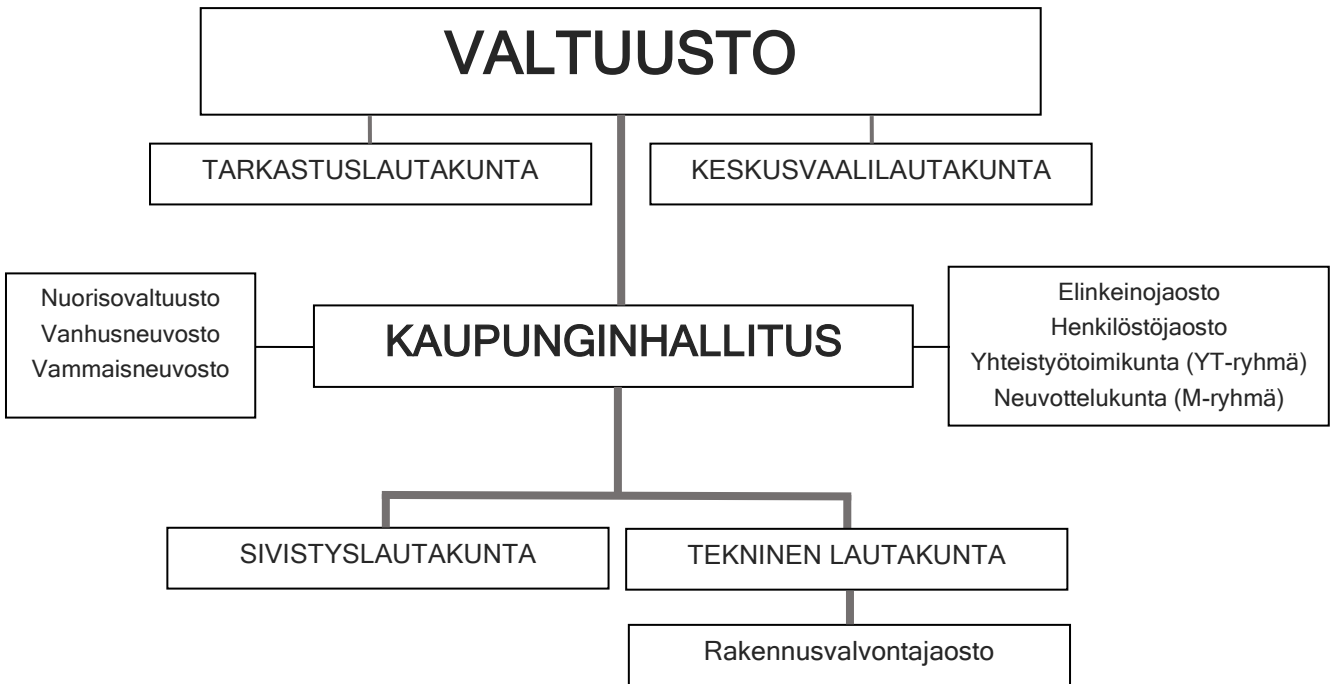 VALTUUSTO
TARKASTUSLAUTAKUNTA
KESKUSVAALILAUTAKUNTA
Nuorisovaltuusto
Vanhusneuvosto
Vammaisneuvosto
KAUPUNGINHALLITUS
Elinkeinojaosto
Henkilöstöjaosto
Yhteistyötoimikunta (YT-ryhmä)
Neuvottelukunta (M-ryhmä)
SIVISTYSLAUTAKUNTA
TEKNINEN LAUTAKUNTA
Rakennusvalvontajaosto